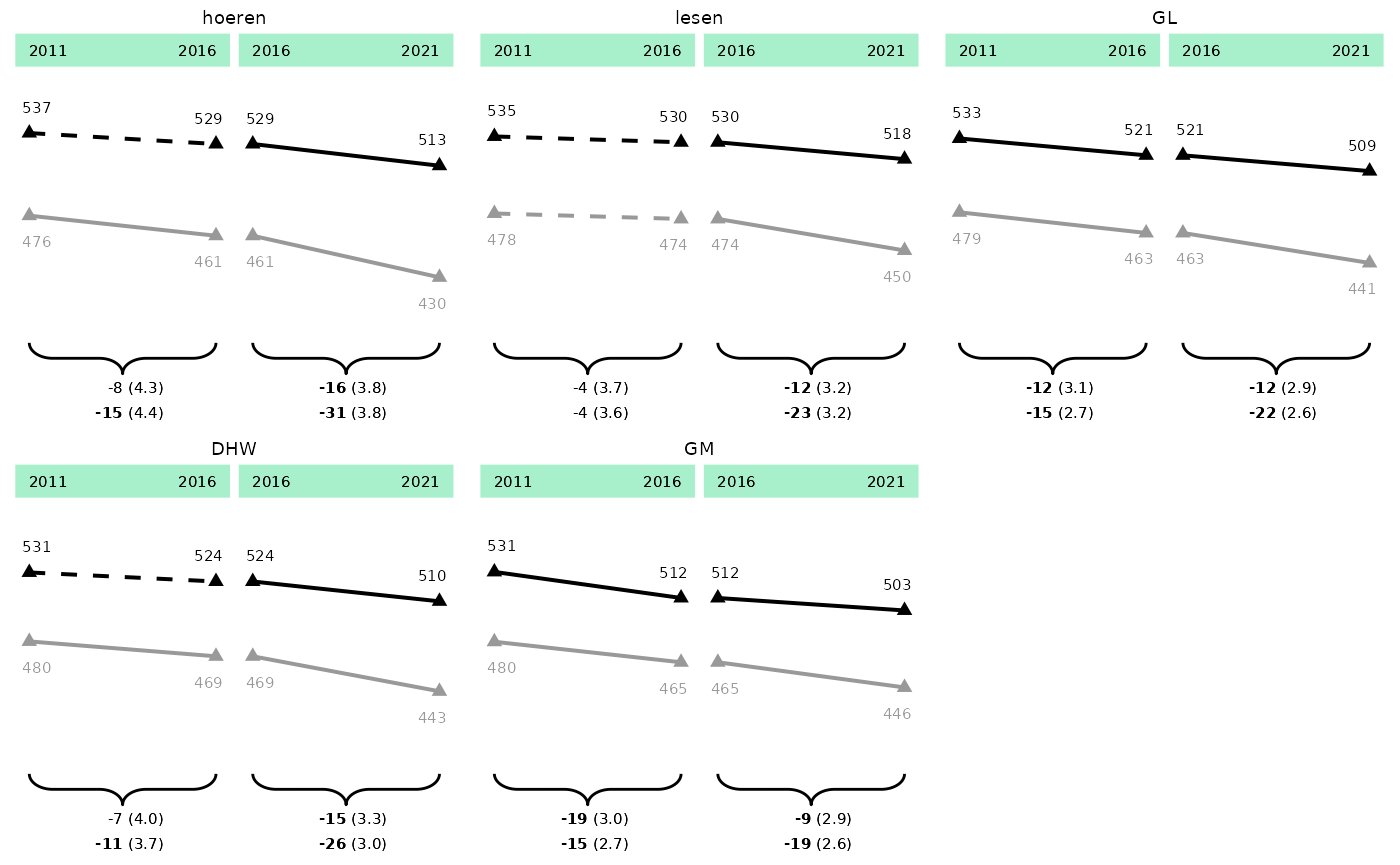 hoeren
2011 2016 2016 2021
537 529 529 513
476 461 461 430
-8 (4.3) -16 (3.8)
-15 (4.4) -31 (3.8)
lesen
2011 2016 2016 2021
535 530 530 518
478 474 474 450
-4 (3.7) -12 (3.2)
-4 (3.6) -23 (3.2)
GL
2011 2016 2016 2021
533 521 521 509
479 463 463 441
-12 (3.1) -12 (2.9)
-15 (2.7) -22 (2.6)
DHW
2011 2016 2016 2021
531 524 524 510
480 469 469 443
-7 (4.0) -15 (3.3)
-11 (3.7) -26 (3.0)
GM
2011 2016 2016 2021
531 512 512 503
480 465 465 446
-19 (3.0) -9 (2.9)
-15 (2.7) -19 (2.6)